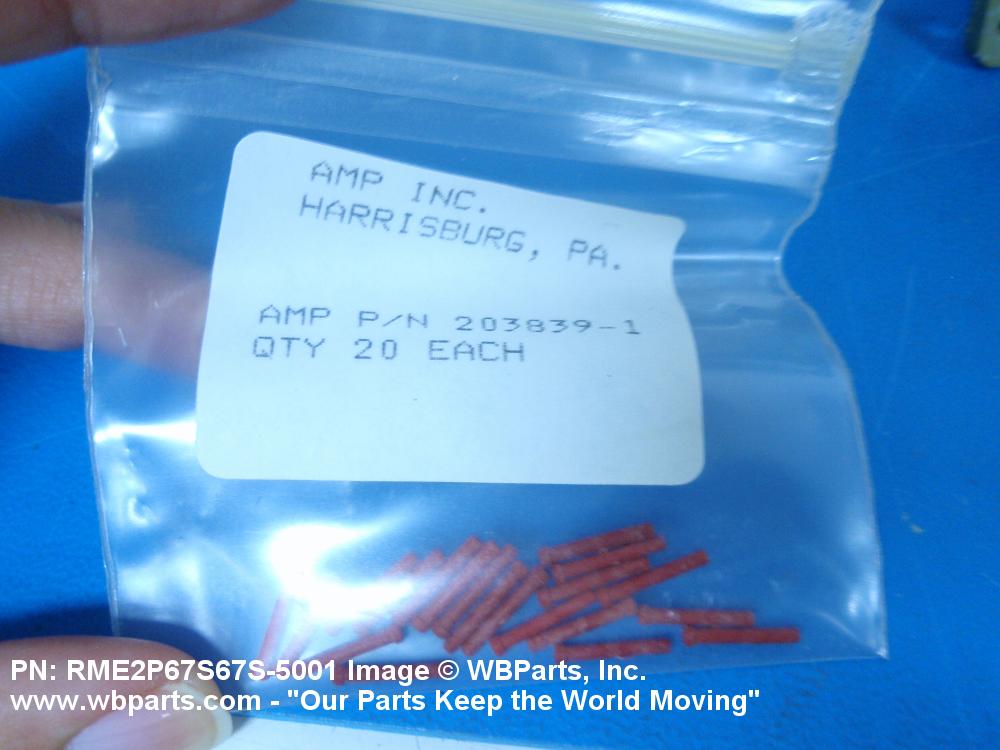 AMP INC.
HARRISBURG, PA.
AMP P/N 203839-1
QTY 20 EACH
PN: RME2P67S67S-5001 Image © WBParts, Inc.
www.wbparts.com - "Our Parts Keep the World Moving"